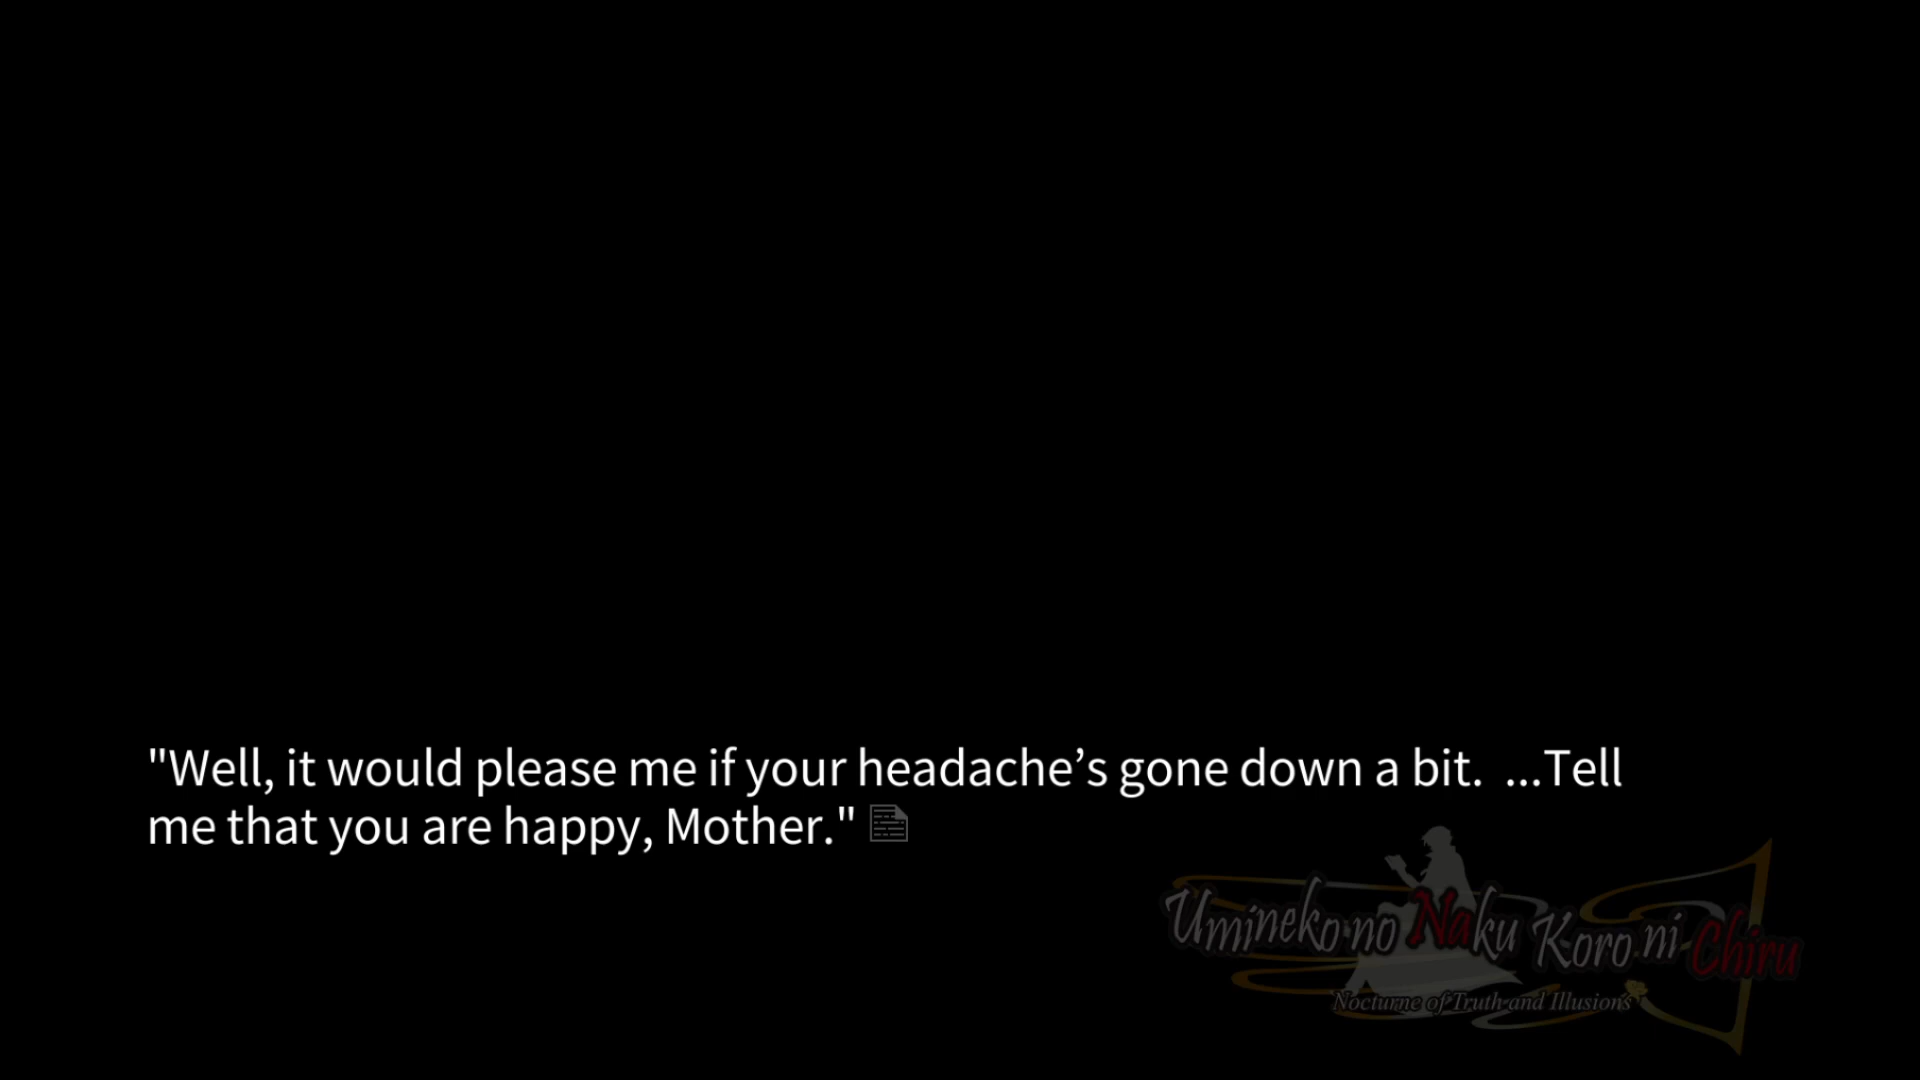 "Well, it would please me if your headache’s gone down a bit.  ...Tell
me that you are happy, Mother."
Umineko no Naku Koro ni Chiru
Nocturne of Truth and Illusions